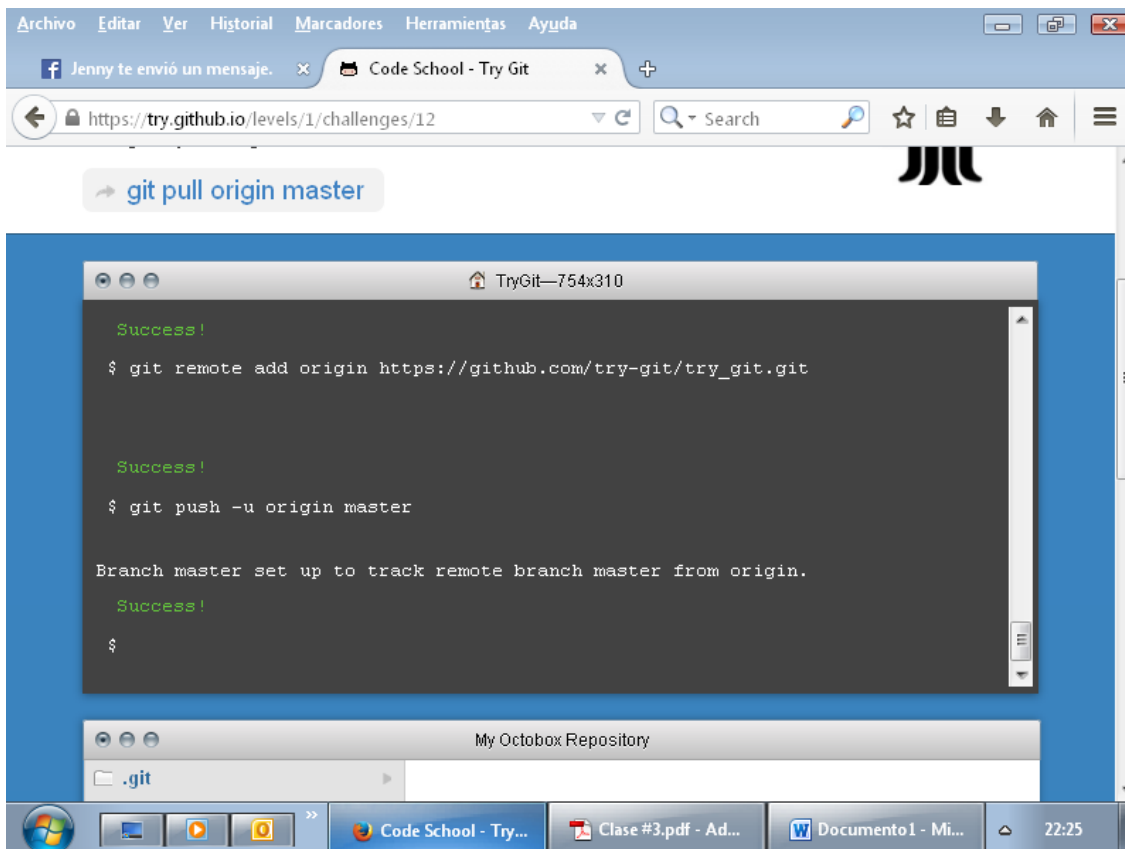 Archivo Editar Ver Historial Marcadores Herramientas Ayuda
Jenny te envió un mensaje. Code School - Try Git
https://try.github.io/levels/1/challenges/12 Search
git pull origin master
TryGit—754x310
Success!
$ git remote add origin https://github.com/try-git/try_git.git
Success!
$ git push -u origin master
Branch master set up to track remote branch master from origin.
Success!
$
My Octobox Repository
.git
Code School - Try... Clase #3.pdf - Ad... Documento1 - Mi... 22:25